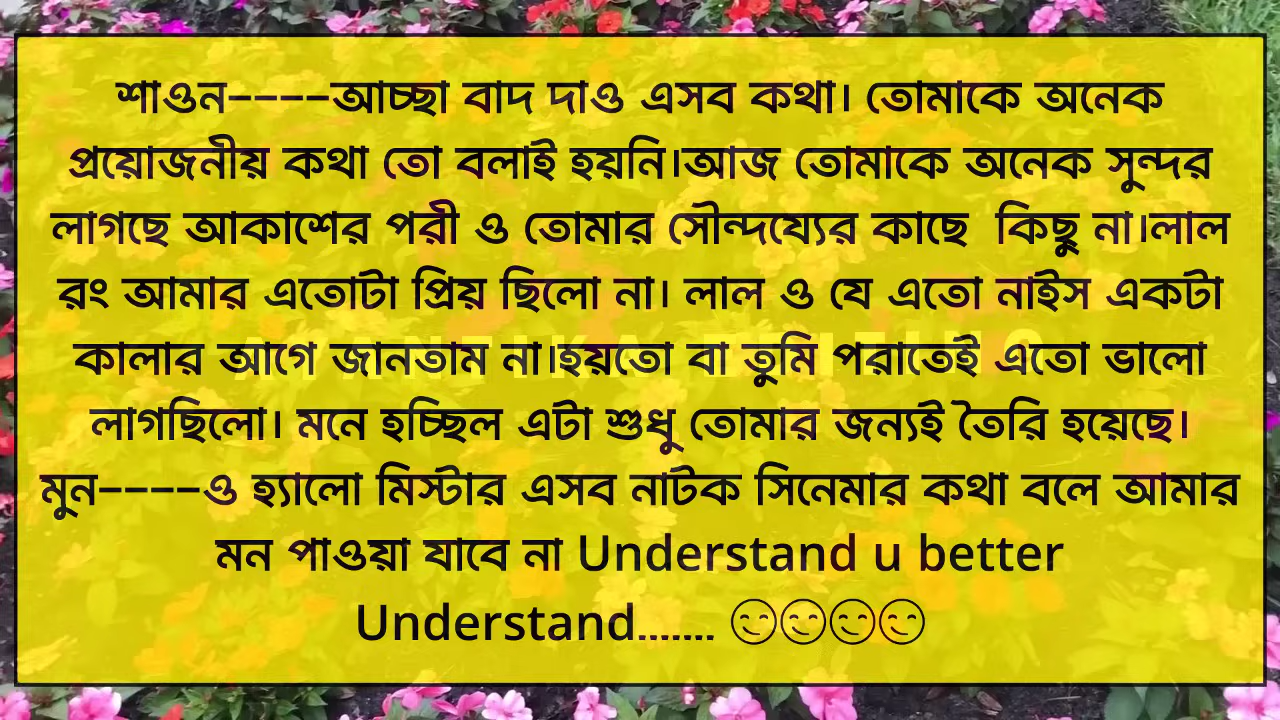 শাওন----আচ্ছা বাদ দাও এসব কথা। তোমাকে অনেক
প্রয়োজনীয় কথা তো বলাই হয়নি।আজ তোমাকে অনেক সুন্দর
লাগছে আকাশের পরী ও তোমার সৌন্দয্যের কাছে  কিছু না।লাল
রং আমার এতোটা প্রিয় ছিলো না। লাল ও যে এতো নাইস একটা
কালার আগে জানতাম না।হয়তো বা তুমি পরাতেই এতো ভালো
লাগছিলো। মনে হচ্ছিল এটা শুধু তোমার জন্যই তৈরি হয়েছে।
মুন----ও হ্যালো মিস্টার এসব নাটক সিনেমার কথা বলে আমার
মন পাওয়া যাবে না Understand u better
Understand....... 😊😊😊😊